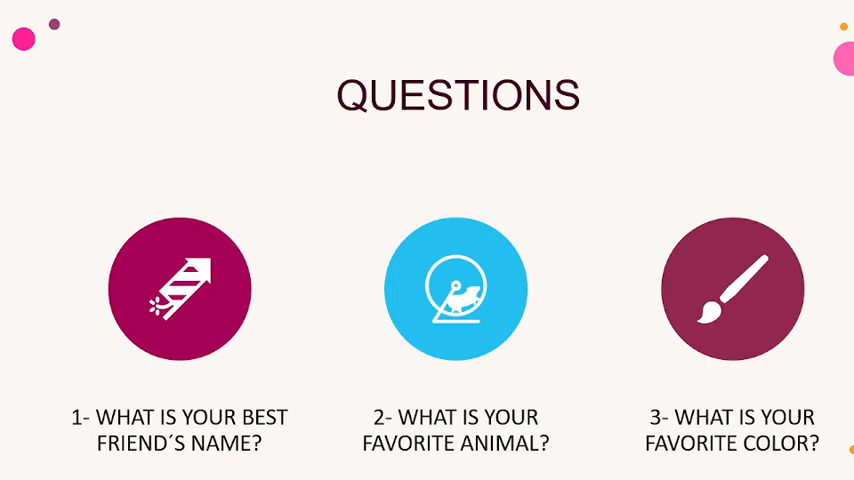 QUESTIONS
1- WHAT IS YOUR BEST
FRIEND´S NAME?
2- WHAT IS YOUR
FAVORITE ANIMAL?
3- WHAT IS YOUR
FAVORITE COLOR?